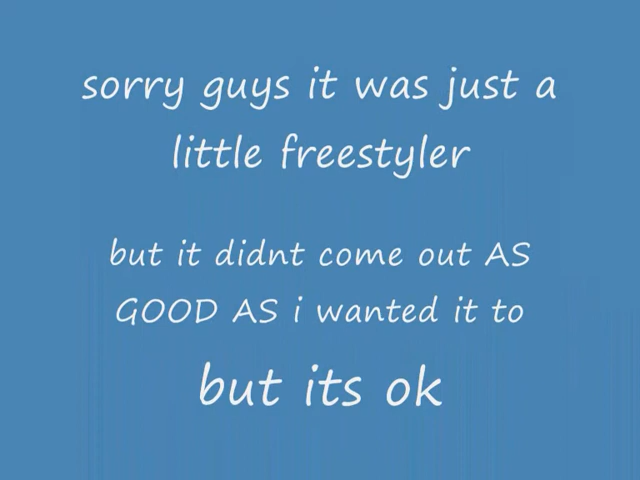 sorry guys it was just a
little freestyler
but it didnt come out AS
GOOD AS i wanted it to
but its ok